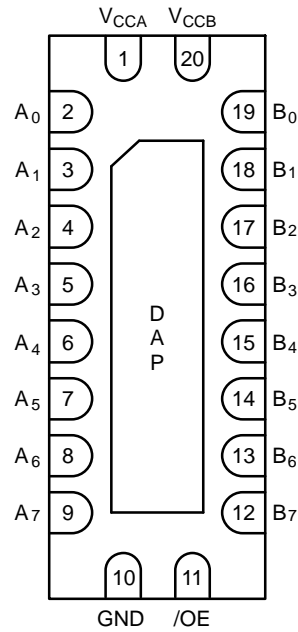 VCCA VCCB
1 20
A0 2 19 B0
A1 3 18 B1
A2 4 17 B2
A3 5 16 B3
A4 6 15 B4
A5 7 14 B5
A6 8 13 B6
A7 9 12 B7
D
A
P
10 11
GND /OE